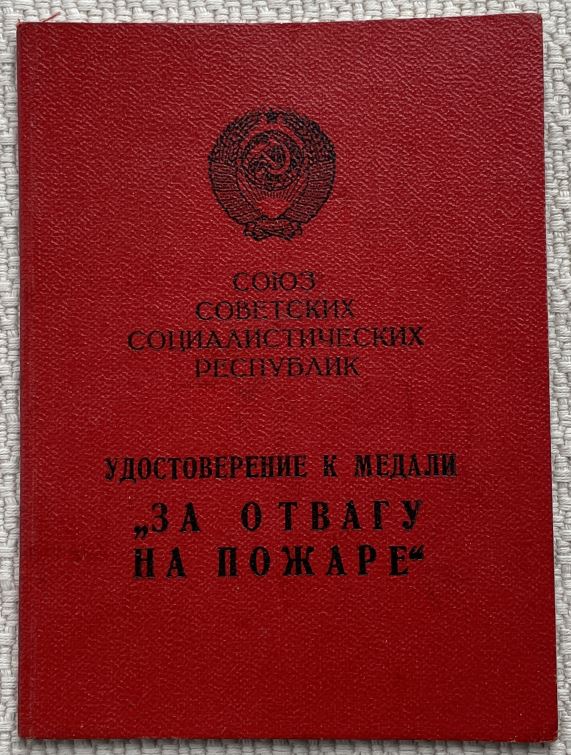 СОЮЗ
СОВЕТСКИХ
СОЦИАЛИСТИЧЕСКИХ
РЕСПУБЛИК
УДОСТОВЕРЕНИЕ К МЕДАЛИ
„ЗА ОТВАГУ
НА ПОЖАРЕ“